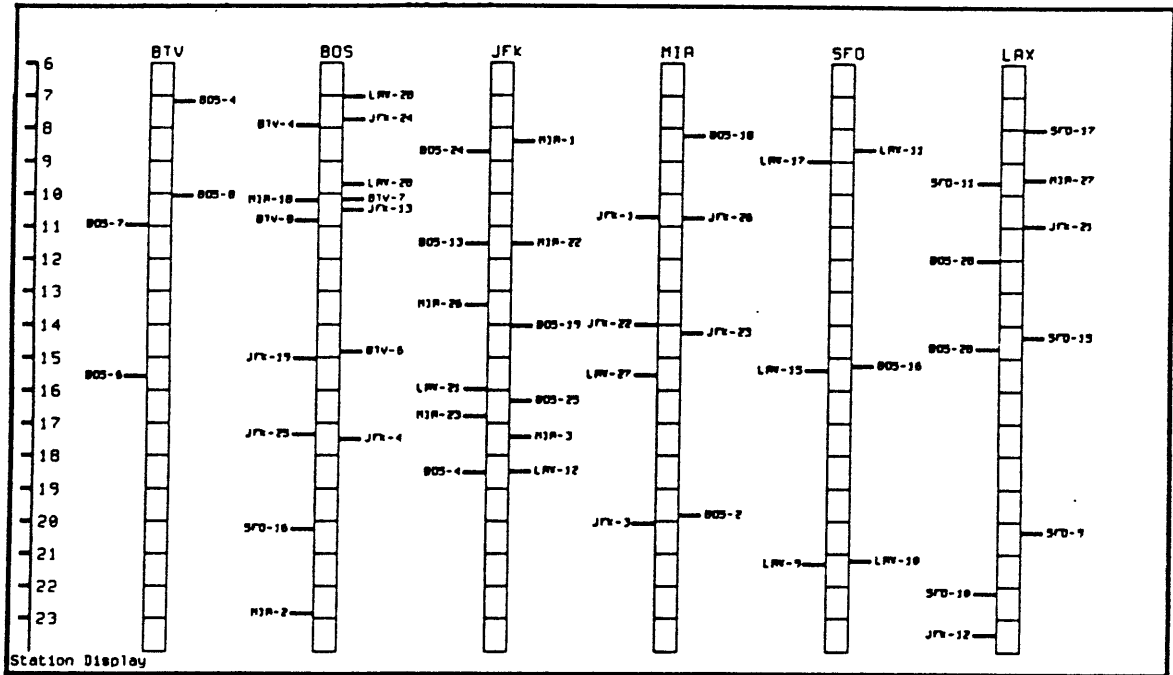 BTV BOS JFK MIA SFO LAX
6
7
8
9
10
11
12
13
14
15
16
17
18
19
20
21
22
23
BOS-4
BOS-8
BOS-7
BOS-6
LAX-28
JFK-24
BTV-4
LAX-20
MIA-18
BTV-7
JFK-13
BTV-8
BTV-6
JFK-19
JFK-25
JFK-4
SFO-16
MIA-2
MIA-1
BOS-24
BOS-13
MIA-22
MIA-26
BOS-19
LAX-21
BOS-25
MIA-23
MIA-3
BOS-4
LAX-12
BOS-18
JFK-1
JFK-26
JFK-22
JFK-23
LAX-27
BOS-2
JFK-3
LAX-11
LAX-17
BOS-16
LAX-15
LAX-9
LAX-10
SFO-17
SFO-11
MIA-27
JFK-21
BOS-28
SFO-15
BOS-20
SFO-9
SFO-10
JFK-12
Station Display